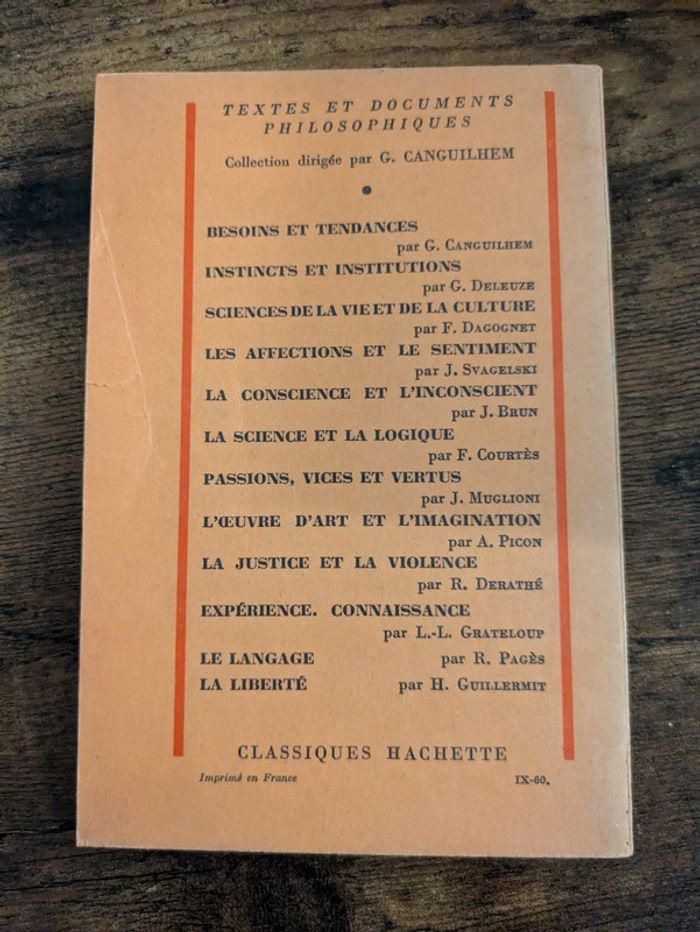 TEXTES ET DOCUMENTS
PHILOSOPHIQUES
Collection dirigée par G. CANGUILHEM
•
BESOINS ET TENDANCES
par G. CANGUILHEM
INSTINCTS ET INSTITUTIONS
par G. DELEUZE
SCIENCES DE LA VIE ET DE LA CULTURE
par F. DAGOGNET
LES AFFECTIONS ET LE SENTIMENT
par J. SVAGELSKI
LA CONSCIENCE ET L'INCONSCIENT
par J. BRUN
LA SCIENCE ET LA LOGIQUE
par F. COURTÈS
PASSIONS, VICES ET VERTUS
par J. MUGLIONI
L'ŒUVRE D'ART ET L'IMAGINATION
par A. PICON
LA JUSTICE ET LA VIOLENCE
par R. DERATHÉ
EXPÉRIENCE. CONNAISSANCE
par L.-L. GRATELOUP
LE LANGAGE par R. PAGÈS
LA LIBERTÉ par H. GUILLERMIT
CLASSIQUES HACHETTE
Imprimé en France IX-60.